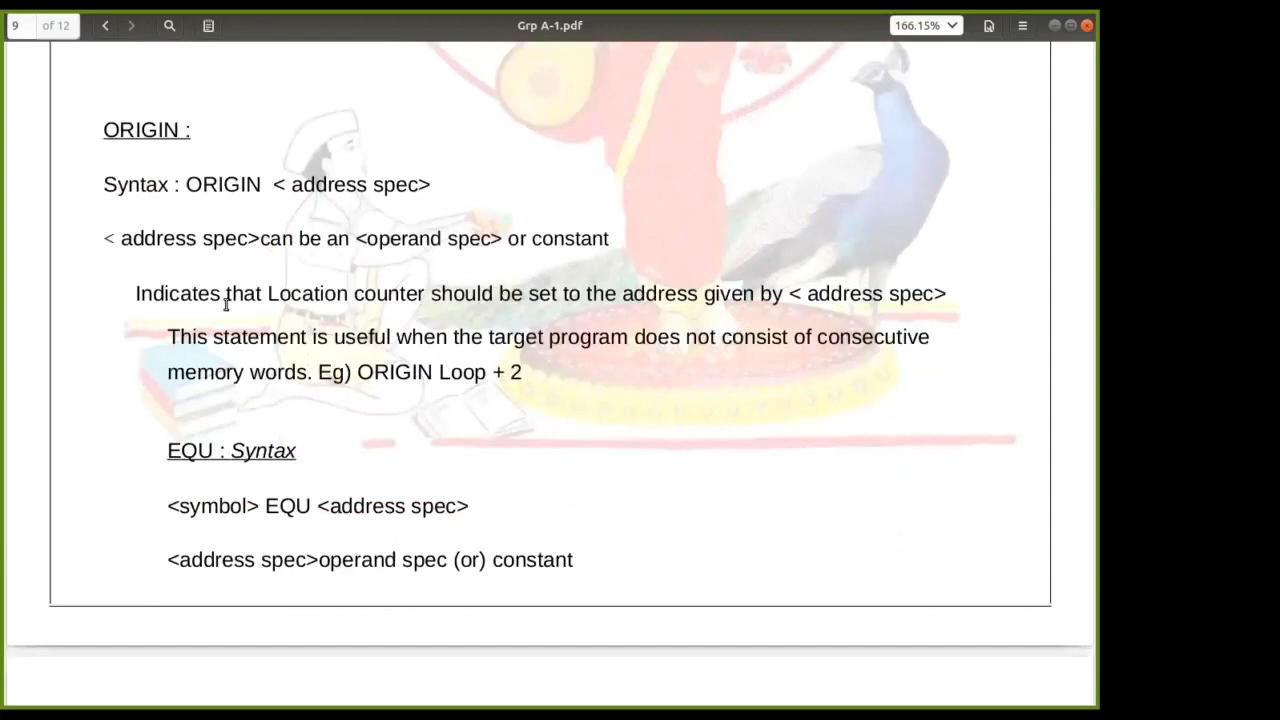 9 of 12 Grp A-1.pdf 166.15%
ORIGIN :
Syntax : ORIGIN < address spec>
< address spec>can be an <operand spec> or constant
Indicates that Location counter should be set to the address given by < address spec>
This statement is useful when the target program does not consist of consecutive
memory words. Eg) ORIGIN Loop + 2
EQU : Syntax
<symbol> EQU <address spec>
<address spec>operand spec (or) constant